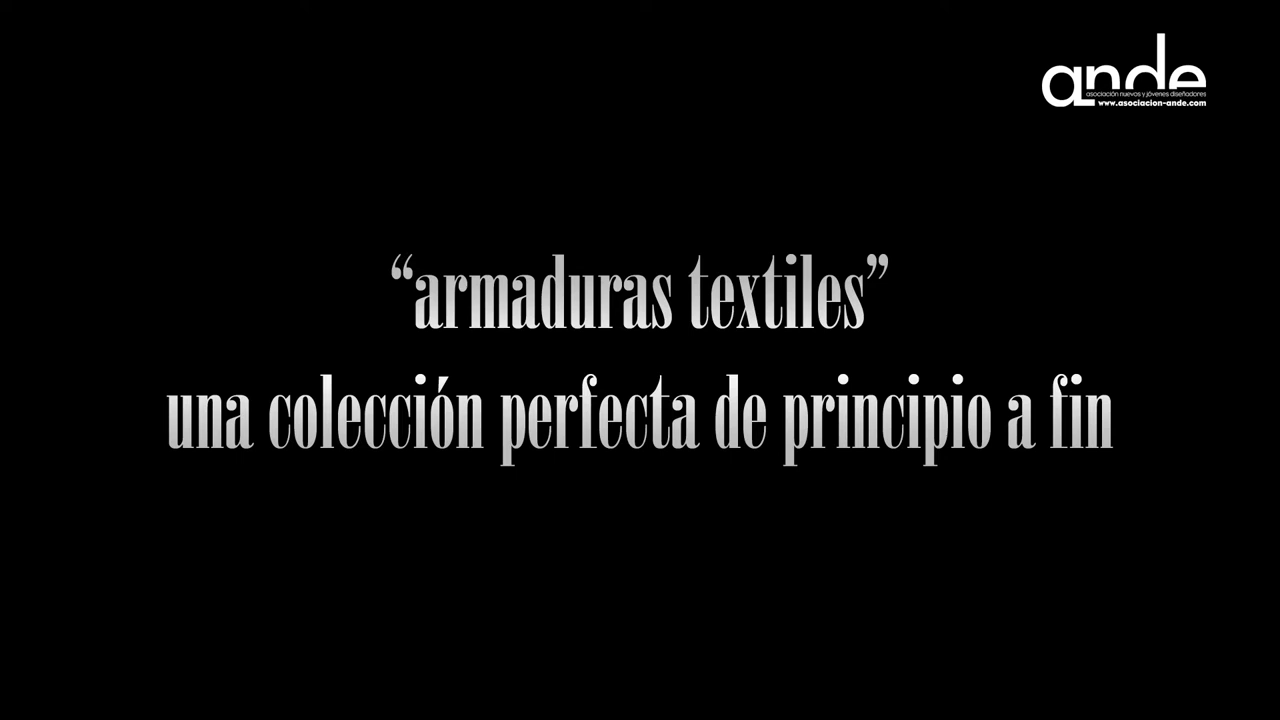 ande
asociación nuevos y jóvenes diseñadores
www.asociacion-ande.com
“armaduras textiles”
una colección perfecta de principio a fin